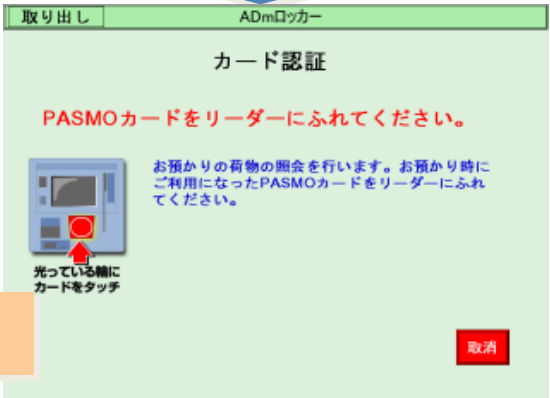 取り出し
ADmロッカー
カード認証
PASMOカードをリーダーにふれてください。
お預かりの荷物の照会を行います。お預かり時に
ご利用になったPASMOカードをリーダーにふれ
てください。
光っている輪に
カードをタッチ
取消